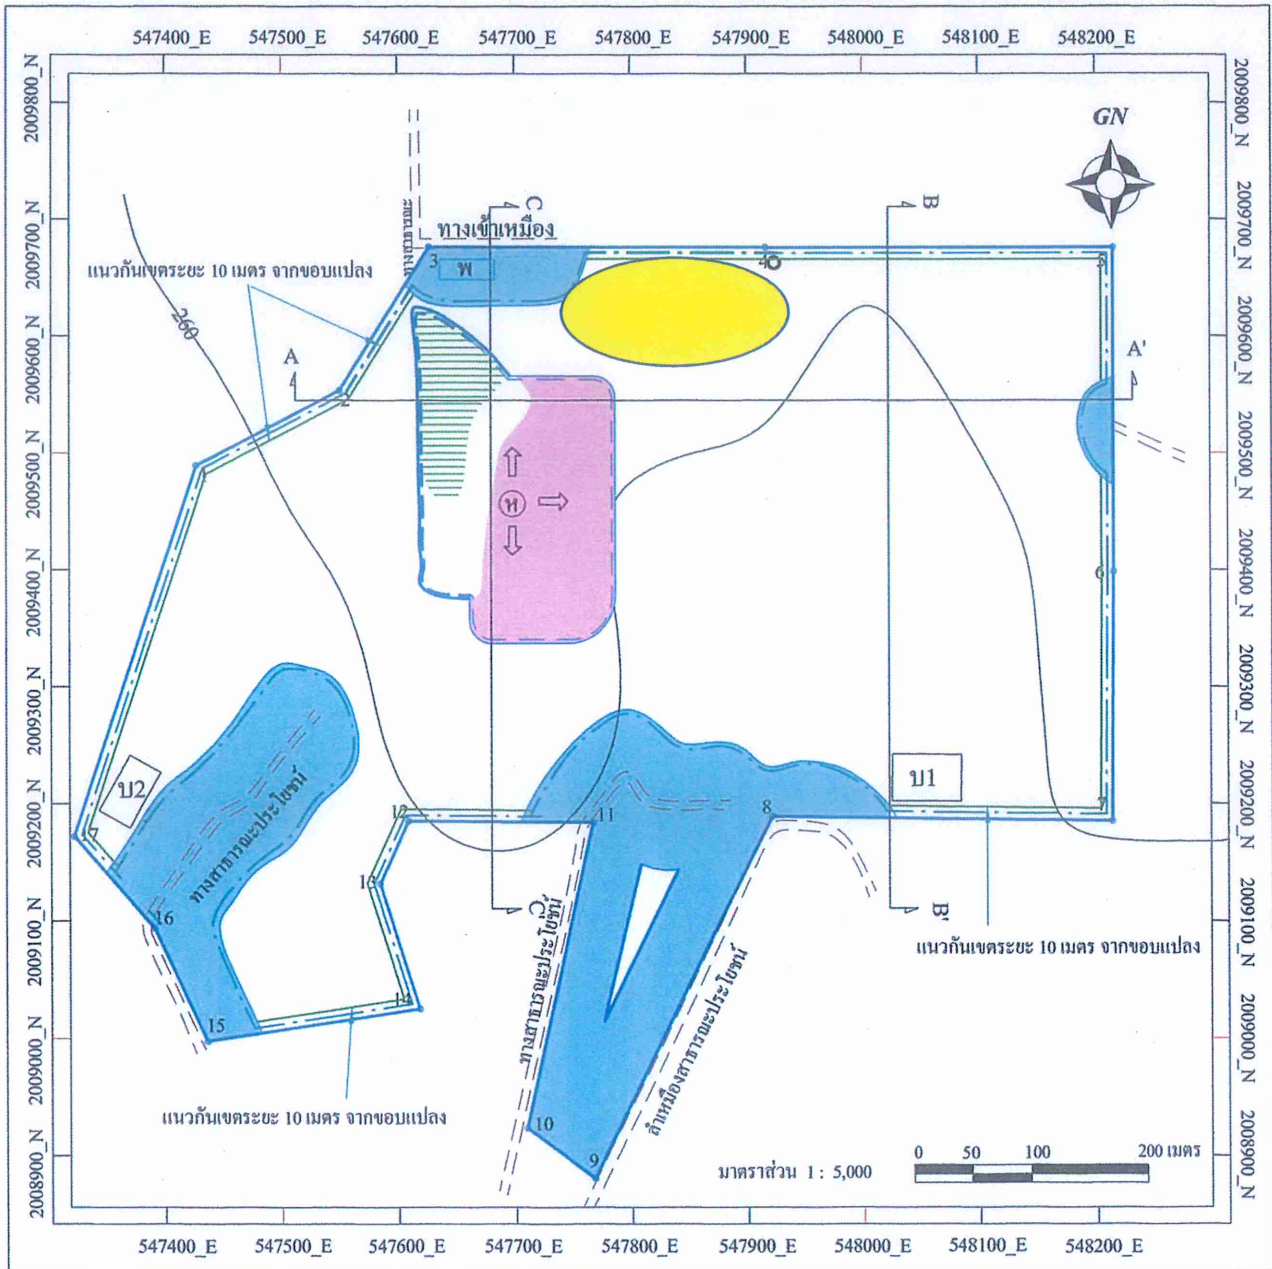 547400_E 547500_E 547600_E 547700_E 547800_E 547900_E 548000_E 548100_E 548200_E
2009800_N
2009700_N
2009600_N
2009500_N
2009400_N
2009300_N
2009200_N
2009100_N
2009000_N
2008900_N
2009800_N
2009700_N
2009600_N
2009500_N
2009400_N
2009300_N
2009200_N
2009100_N
2009000_N
2008900_N
GN
C
B
ทางสาธารณะ
ทางเข้าเหมือง
3
พ
4
5
แนวกันเขตระยะ 10 เมตร จากขอบแปลง
260
A
A'
2
1
ห
6
บ2
บ1
7
17
12
11
8
ทางสาธารณะประโยชน์
13
16
C'
B'
แนวกันเขตระยะ 10 เมตร จากขอบแปลง
ทางสาธารณะประโยชน์
ลำเหมืองสาธารณะประโยชน์
14
15
แนวกันเขตระยะ 10 เมตร จากขอบแปลง
10
9
มาตราส่วน 1 : 5,000
0 50 100 200 เมตร
547400_E 547500_E 547600_E 547700_E 547800_E 547900_E 548000_E 548100_E 548200_E